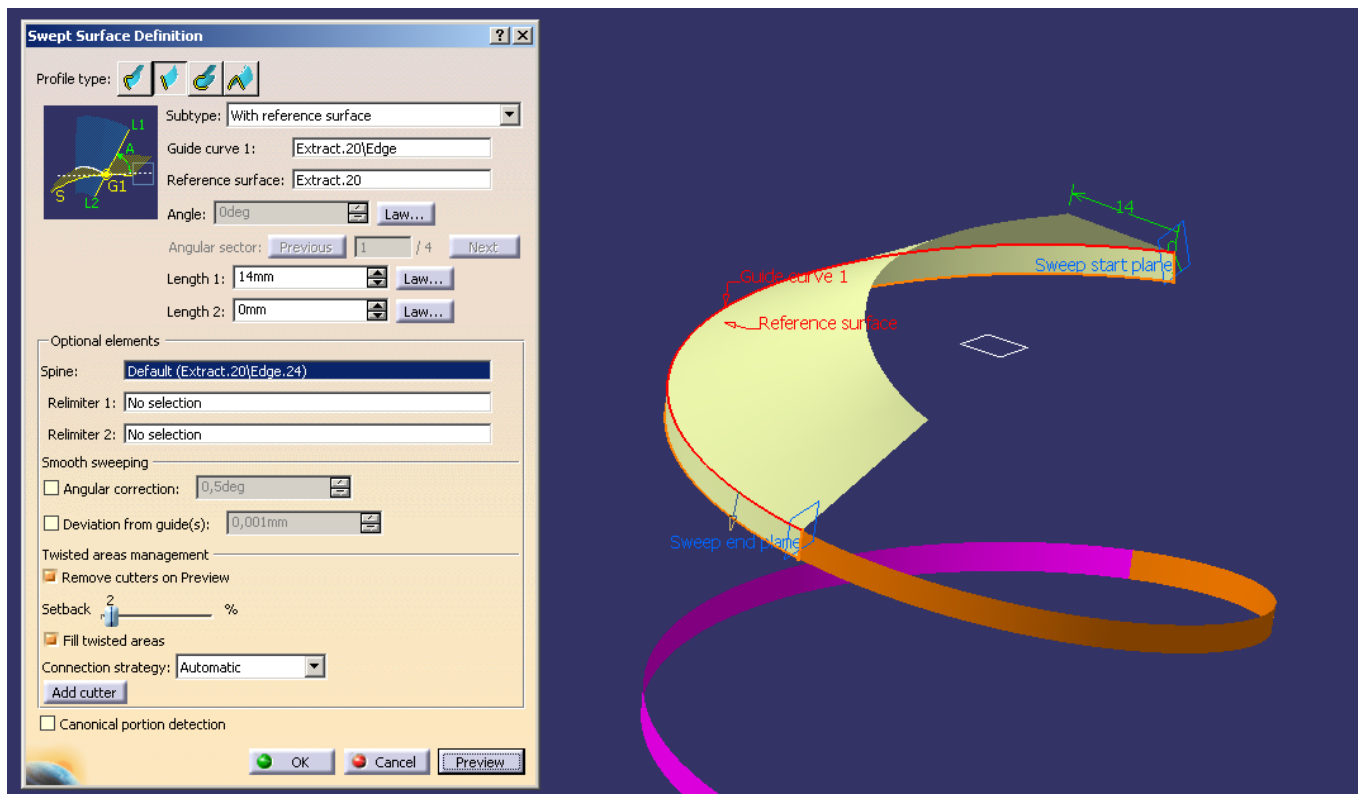 Swept Surface Definition ? X
Profile type:
Subtype: With reference surface
L1
A
G1
S
L2
Guide curve 1: Extract.20\Edge
Reference surface: Extract.20
Angle: 0deg Law...
Angular sector: Previous 1 / 4 Next
Length 1: 14mm Law...
Length 2: 0mm Law...
Optional elements
Spine: Default (Extract.20\Edge.24)
Relimiter 1: No selection
Relimiter 2: No selection
Smooth sweeping
Angular correction: 0,5deg
Deviation from guide(s): 0,001mm
Twisted areas management
Remove cutters on Preview
2
Setback %
Fill twisted areas
Connection strategy: Automatic
Add cutter
Canonical portion detection
OK Cancel Preview
14
0
Sweep start plane
Guide curve 1
Reference surface
Sweep end plane